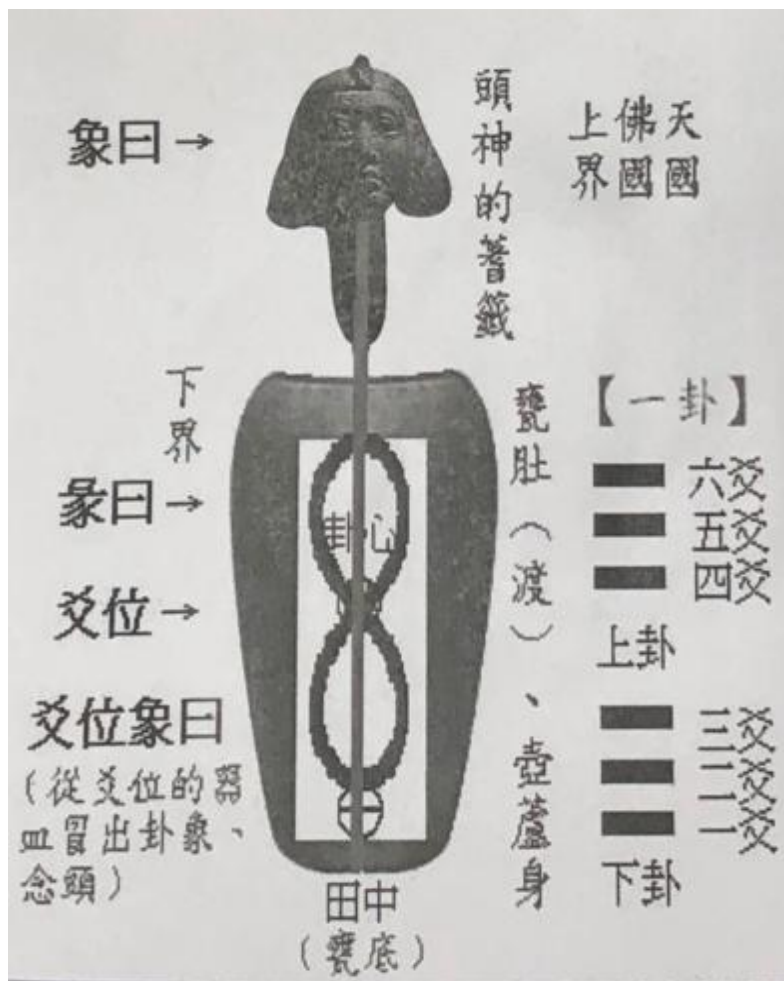 象曰→
頭神的蓍籤
天國
佛國
上界
下界
彖曰→
爻位→
爻位象曰
(從爻位的器
皿冒出卦象、
念頭)
卦心
田中
(甕底)
甕肚(渡)、壺蘆身
【一卦】
六爻
五爻
四爻
上卦
三爻
二爻
一爻
下卦